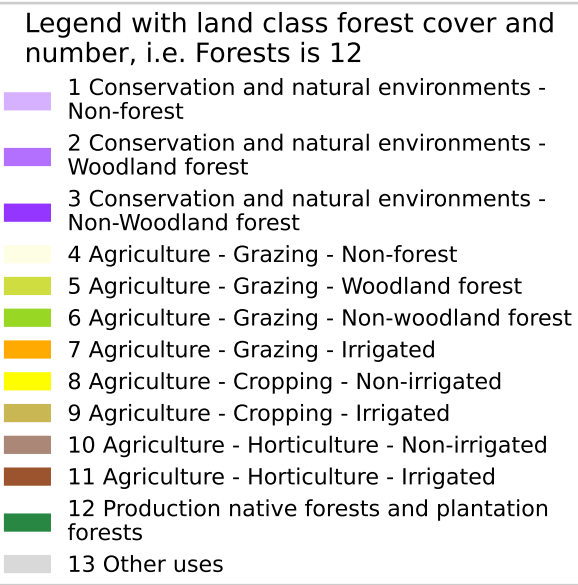 Legend with land class forest cover and
number, i.e. Forests is 12
1 Conservation and natural environments -
Non-forest
2 Conservation and natural environments -
Woodland forest
3 Conservation and natural environments -
Non-Woodland forest
4 Agriculture - Grazing - Non-forest
5 Agriculture - Grazing - Woodland forest
6 Agriculture - Grazing - Non-woodland forest
7 Agriculture - Grazing - Irrigated
8 Agriculture - Cropping - Non-irrigated
9 Agriculture - Cropping - Irrigated
10 Agriculture - Horticulture - Non-irrigated
11 Agriculture - Horticulture - Irrigated
12 Production native forests and plantation
forests
13 Other uses